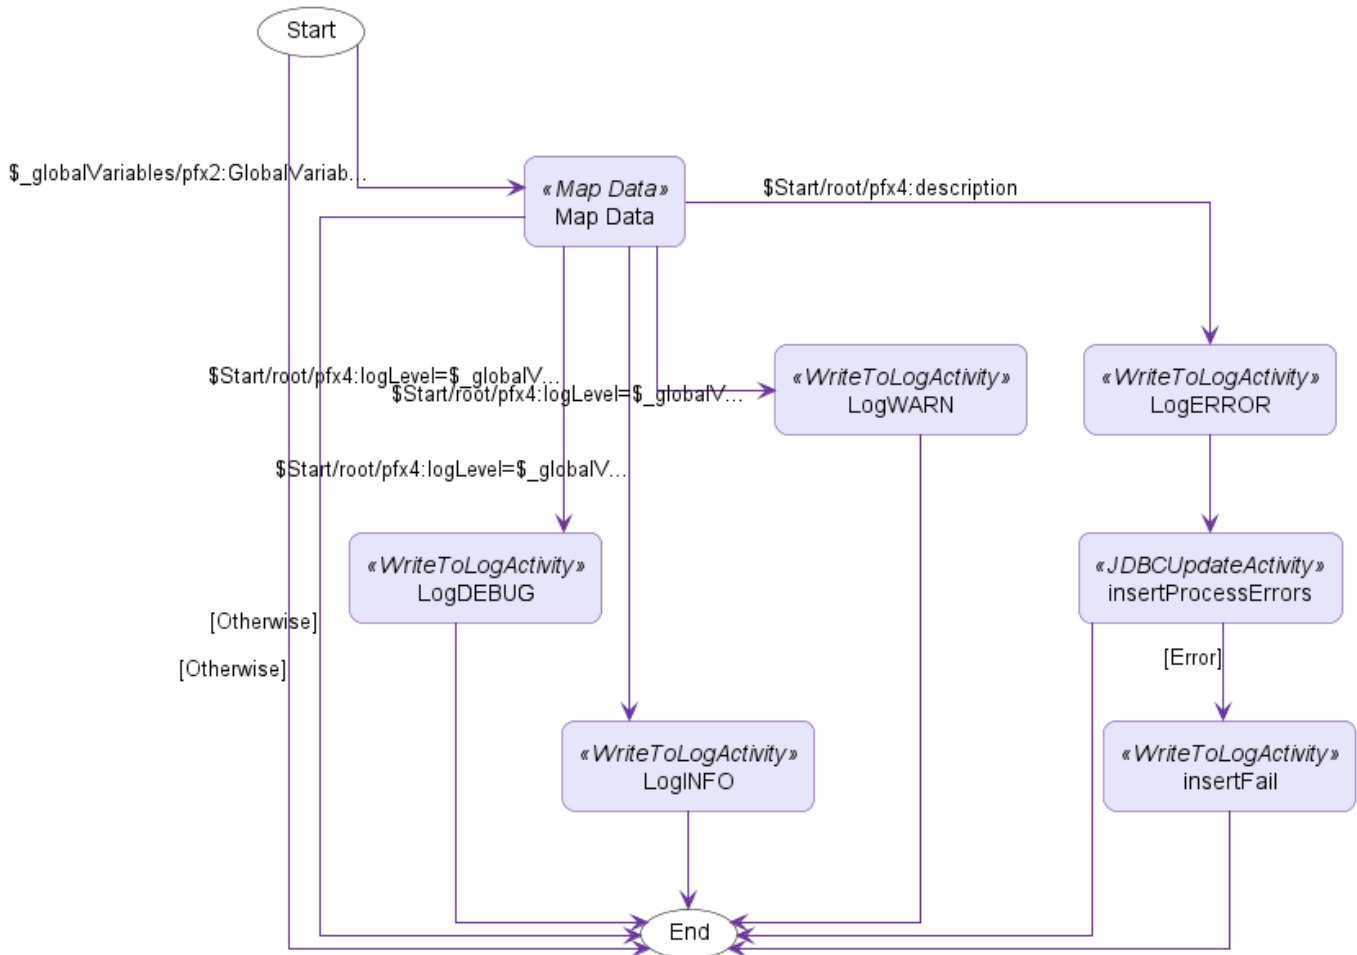 Start
$_globalVariables/pfx2:GlobalVariab...
«Map Data»
Map Data
$Start/root/pfx4:description
$Start/root/pfx4:logLevel=$_globalV...
$Start/root/pfx4:logLevel=$_globalV...
«WriteToLogActivity»
LogWARN
«WriteToLogActivity»
LogERROR
$Start/root/pfx4:logLevel=$_globalV...
«WriteToLogActivity»
LogDEBUG
«JDBCUpdateActivity»
insertProcessErrors
[Otherwise]
[Otherwise]
[Error]
«WriteToLogActivity»
LogINFO
«WriteToLogActivity»
insertFail
End